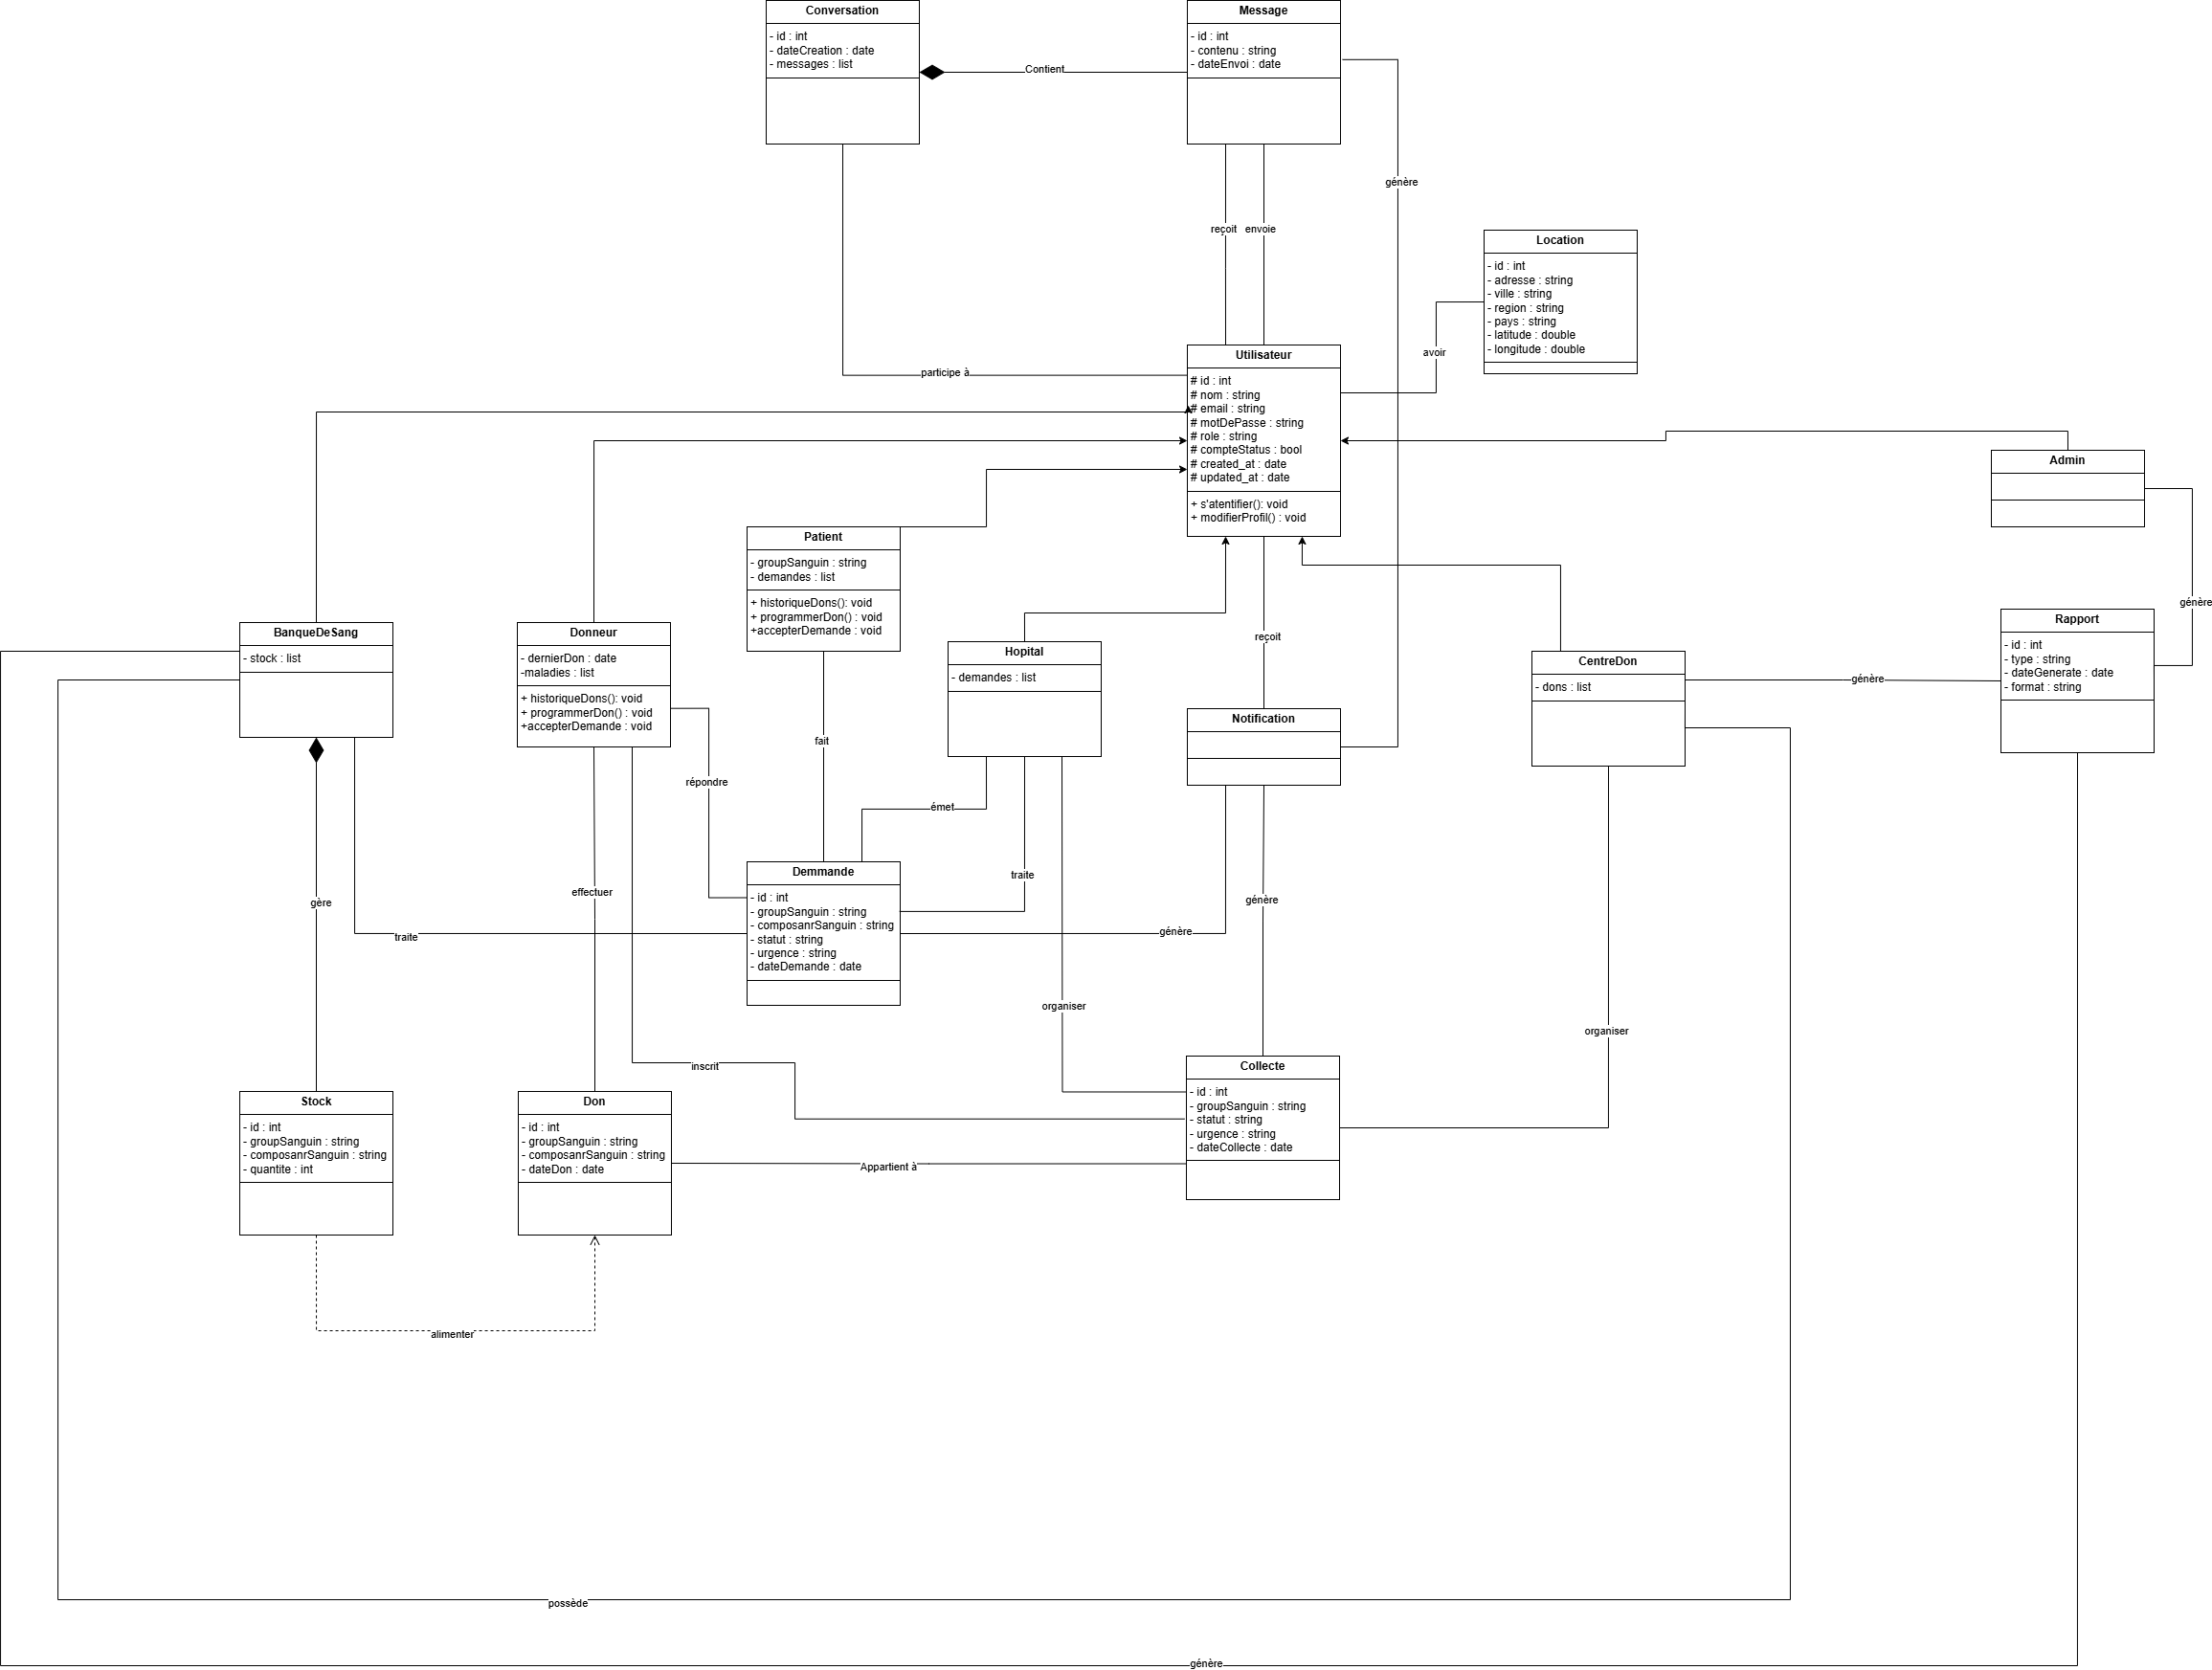 Conversation
- id : int
- dateCreation : date
- messages : list
Contient
Message
- id : int
- contenu : string
- dateEnvoi : date
génère
reçoit
envoie
Location
- id : int
- adresse : string
- ville : string
- region : string
- pays : string
- latitude : double
- longitude : double
avoir
participe à
Utilisateur
# id : int
# nom : string
# email : string
# motDePasse : string
# role : string
# compteStatus : bool
# created_at : date
# updated_at : date
+ s'atentifier(): void
+ modifierProfil() : void
Admin
Patient
- groupSanguin : string
- demandes : list
+ historiqueDons(): void
+ programmerDon() : void
+accepterDemande : void
génère
BanqueDeSang
- stock : list
Donneur
- dernierDon : date
-maladies : list
+ historiqueDons(): void
+ programmerDon() : void
+accepterDemande : void
Hopital
- demandes : list
reçoit
CentreDon
- dons : list
génère
Rapport
- id : int
- type : string
- dateGenerate : date
- format : string
Notification
fait
répondre
émet
traite
Demmande
- id : int
- groupSanguin : string
- composanrSanguin : string
- statut : string
- urgence : string
- dateDemande : date
effectuer
gère
génère
traite
génère
organiser
organiser
inscrit
Collecte
- id : int
- groupSanguin : string
- statut : string
- urgence : string
- dateCollecte : date
Stock
- id : int
- groupSanguin : string
- composanrSanguin : string
- quantite : int
Don
- id : int
- groupSanguin : string
- composanrSanguin : string
- dateDon : date
Appartient à
alimenter
possède
génère